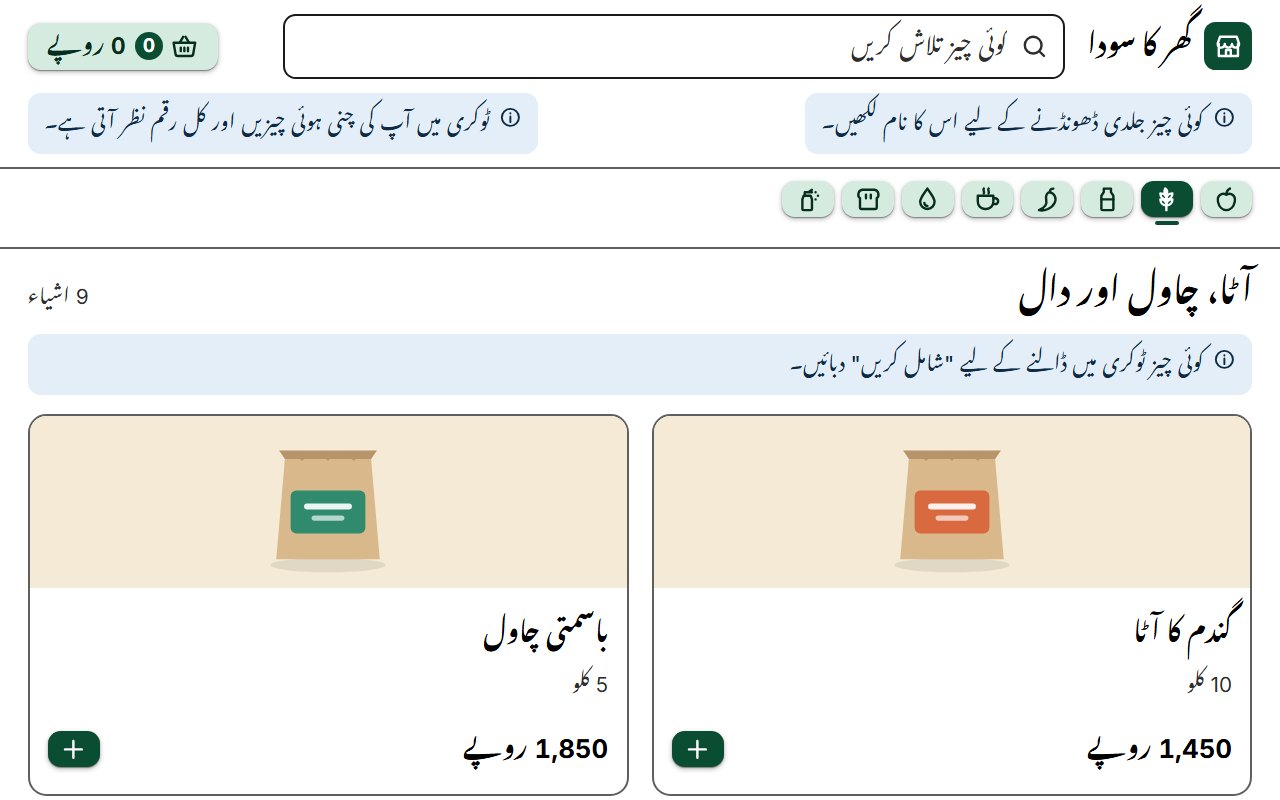 گھر کا سودا
کوئی چیز تلاش کریں
0 0 روپے
کوئی چیز جلدی ڈھونڈنے کے لیے اس کا نام لکھیں۔
ٹوکری میں آپ کی چنی ہوئی چیزیں اور کل رقم نظر آتی ہے۔
آٹا، چاول اور دال
9 اشیاء
کوئی چیز ٹوکری میں ڈالنے کے لیے "شامل کریں" دبائیں۔
گندم کا آٹا
10 کلو
1,450 روپے
باسمتی چاول
5 کلو
1,850 روپے